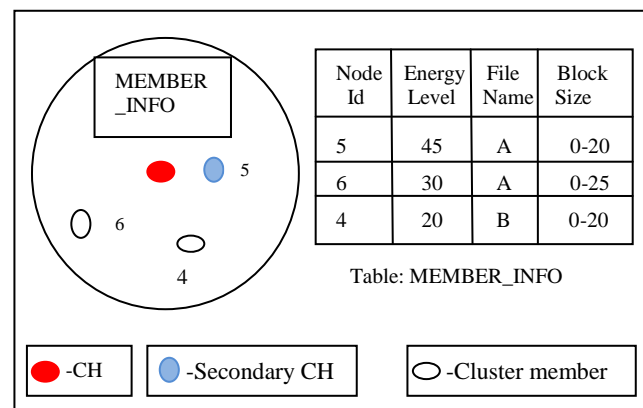 MEMBER
_INFO
5
6
4
Node Id Energy Level File Name Block Size
5 45 A 0-20
6 30 A 0-25
4 20 B 0-20
Table: MEMBER_INFO
-CH
-Secondary CH
-Cluster member